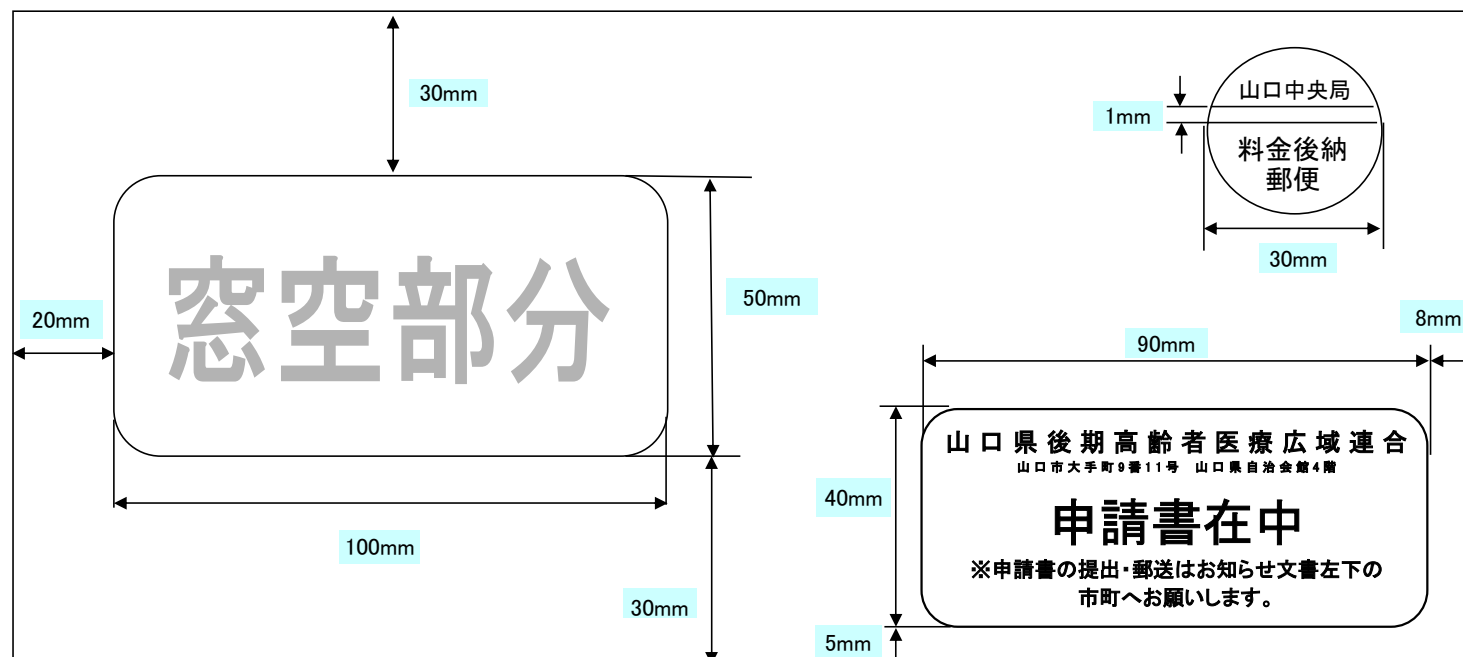 30mm
山口中央局
1mm
料金後納
郵便
30mm
窓空部分
50mm
20mm
8mm
90mm
山口県後期高齢者医療広域連合
山口市大手町9番11号 山口県自治会館4階
40mm
申請書在中
100mm
※申請書の提出・郵送はお知らせ文書左下の
市町へお願いします。
30mm
5mm